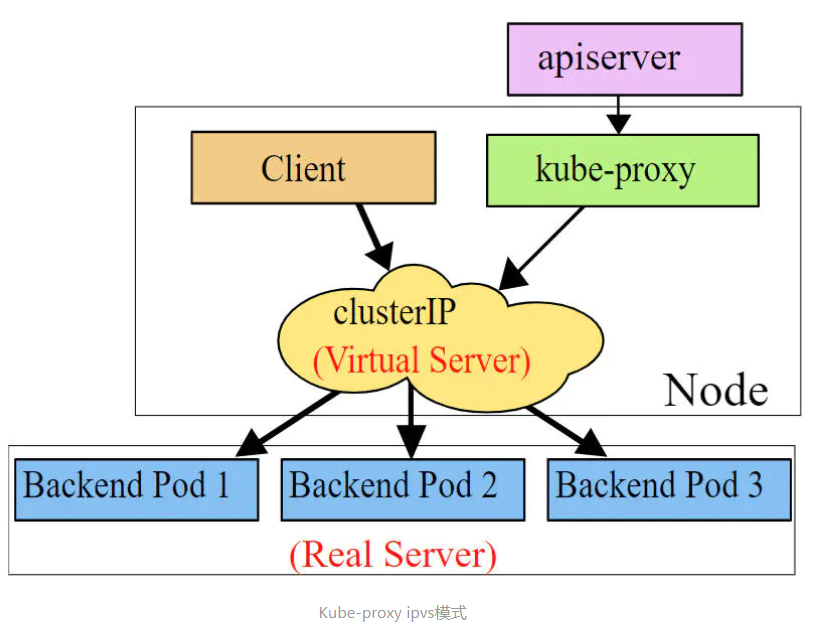 apiserver
Client
kube-proxy
clusterIP
(Virtual Server)
Node
Backend Pod 1
Backend Pod 2
Backend Pod 3
(Real Server)
Kube-proxy ipvs模式